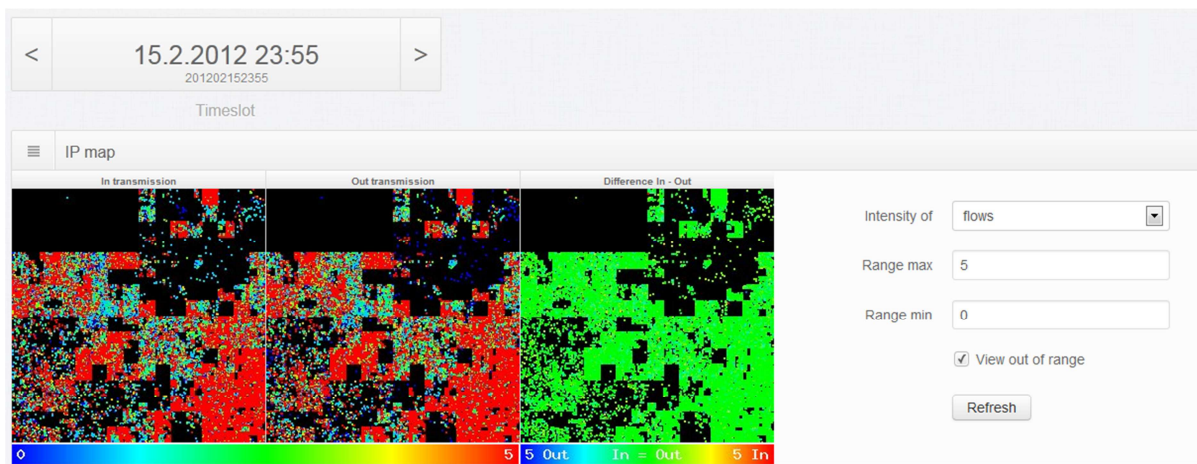 <
15.2.2012 23:55
201202152355
>
Timeslot
IP map
In transmission
Out transmission
Difference In - Out
0
5
5 Out
In = Out
5 In
Intensity of
flows
Range max
5
Range min
0
View out of range
Refresh